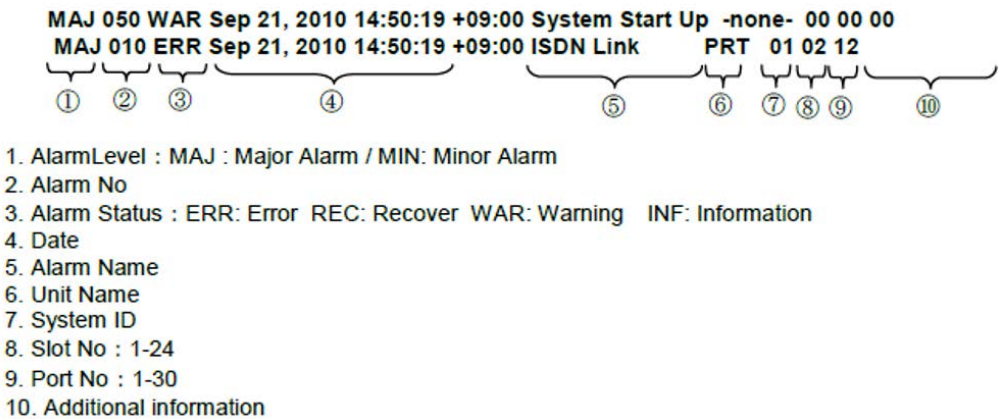 MAJ 050 WAR Sep 21, 2010 14:50:19 +09:00 System Start Up -none- 00 00 00
MAJ 010 ERR Sep 21, 2010 14:50:19 +09:00 ISDN Link PRT 01 02 12
① ② ③ ④ ⑤ ⑥ ⑦ ⑧ ⑨ ⑩
1. AlarmLevel : MAJ : Major Alarm / MIN: Minor Alarm
2. Alarm No
3. Alarm Status : ERR: Error REC: Recover WAR: Warning INF: Information
4. Date
5. Alarm Name
6. Unit Name
7. System ID
8. Slot No : 1-24
9. Port No : 1-30
10. Additional information